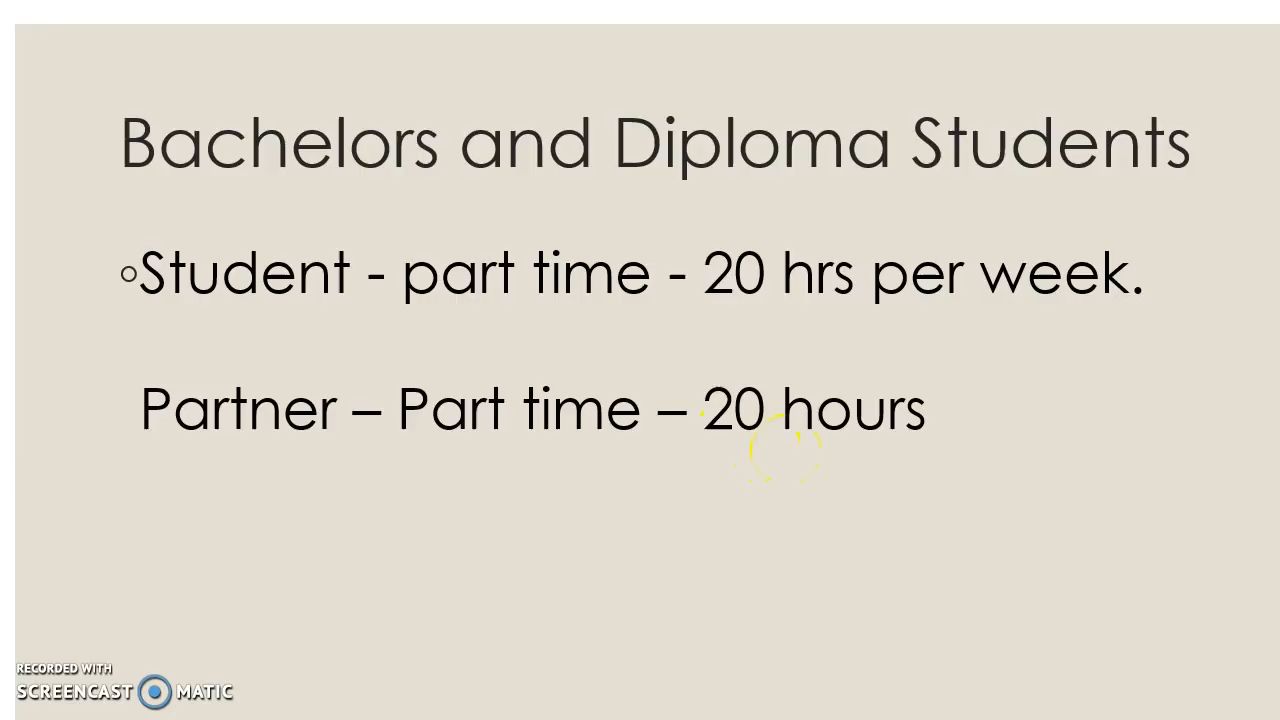 Bachelors and Diploma Students
◦Student - part time - 20 hrs per week.
Partner – Part time – 20 hours
RECORDED WITH
SCREENCAST MATIC